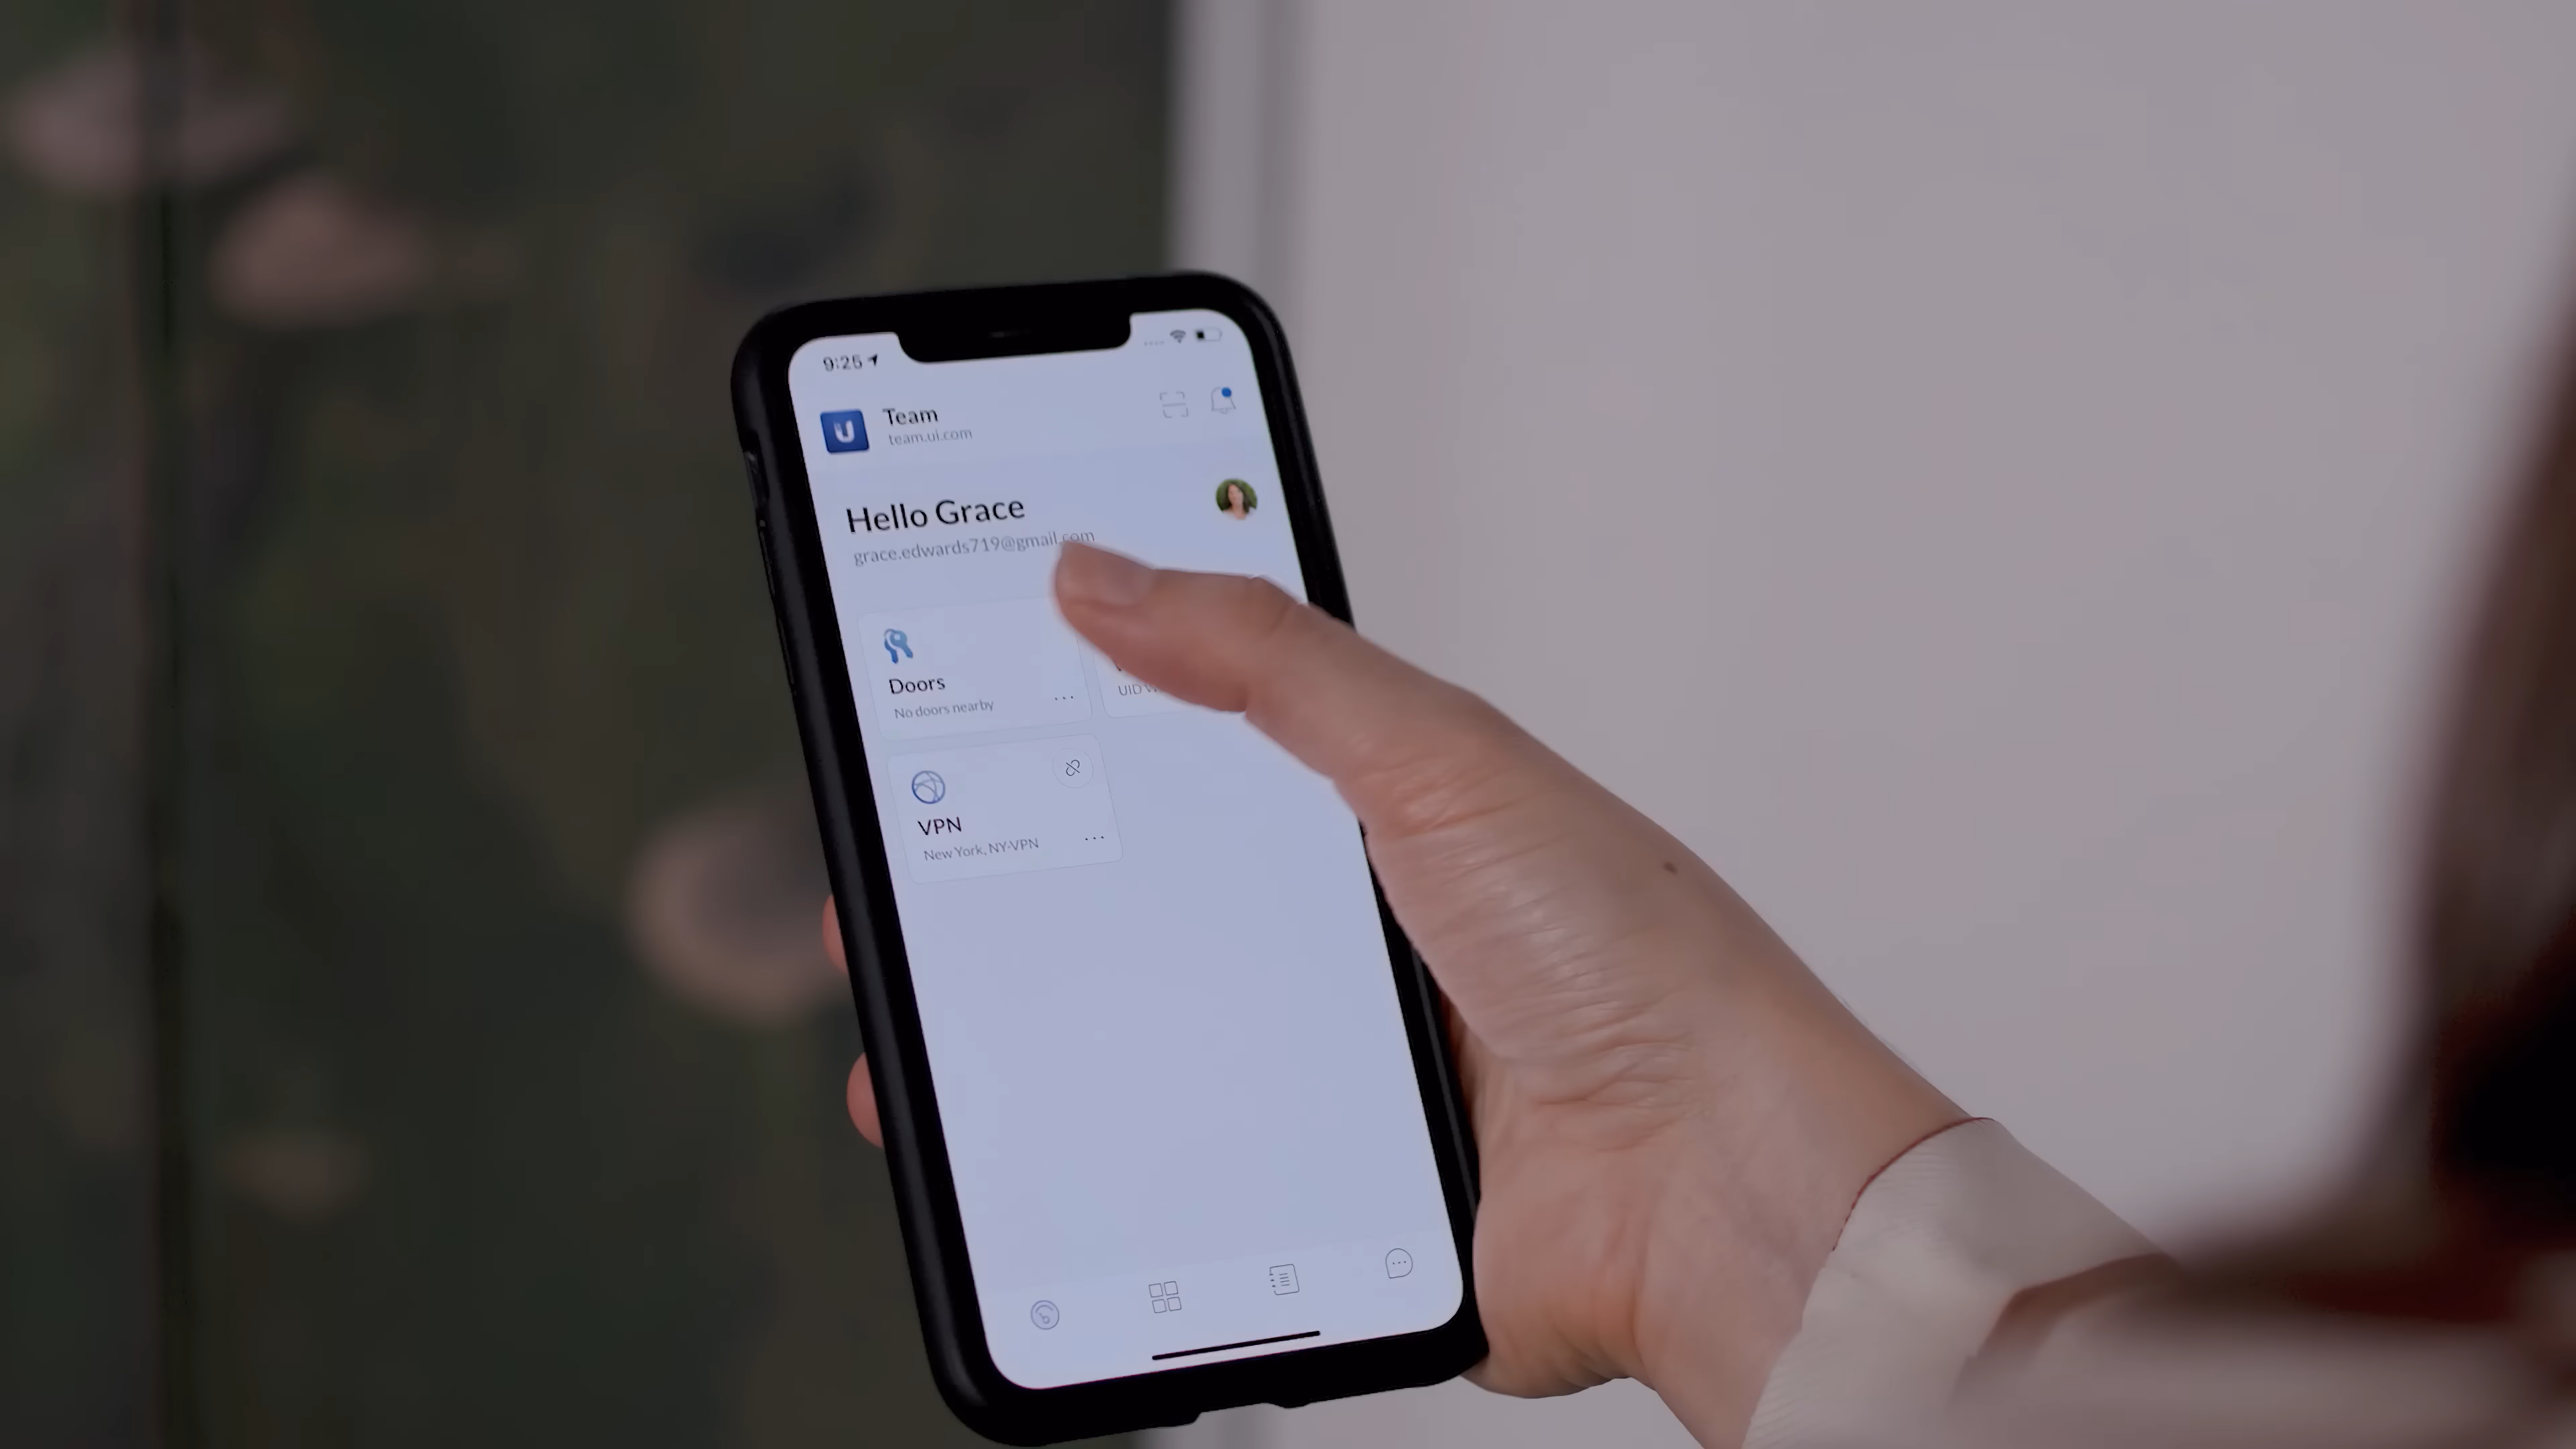 9:25
Team
team.ui.com
Hello Grace
grace.edwards719@gmail.com
Doors
No doors nearby
UID
VPN
New York, NY-VPN